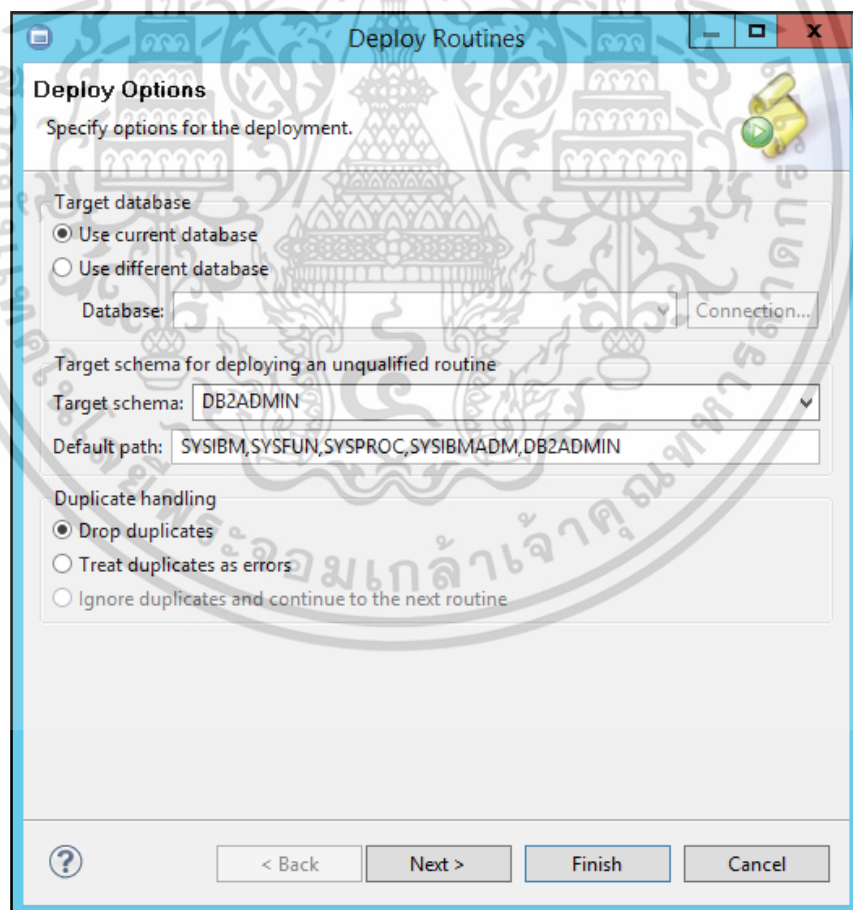 Deploy Routines
Deploy Options
Specify options for the deployment.
Target database
Use current database
Use different database
Database:
Connection...
Target schema for deploying an unqualified routine
Target schema: DB2ADMIN
Default path: SYSIBM,SYSFUN,SYSPROC,SYSIBMADM,DB2ADMIN
Duplicate handling
Drop duplicates
Treat duplicates as errors
Ignore duplicates and continue to the next routine
? < Back Next > Finish Cancel